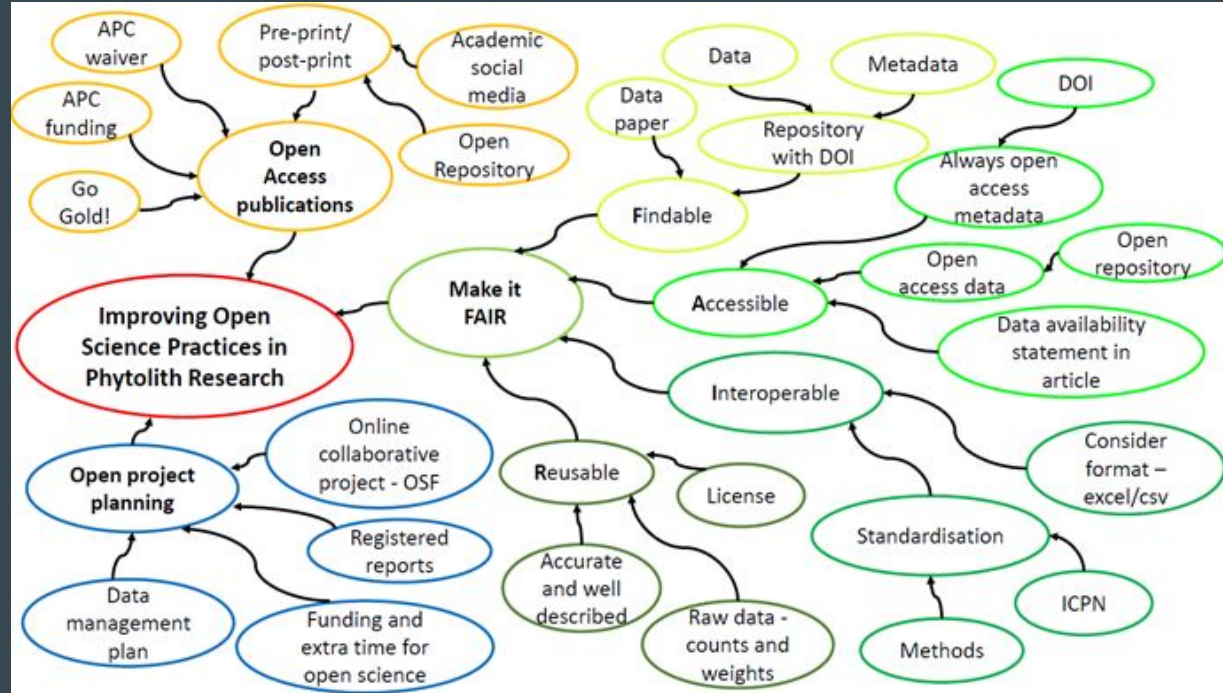 APC
waiver
Pre-print/
post-print
Academic
social
media
APC
funding
Open
Access
publications
Open
Repository
Go
Gold!
Data
Metadata
DOI
Data
paper
Repository
with DOI
Always open
access
metadata
Findable
Open
repository
Open
access data
Make it
FAIR
Accessible
Improving Open
Science Practices in
Phytolith Research
Data availability
statement in
article
Interoperable
Online
collaborative
project - OSF
Open project
planning
Reusable
License
Consider
format –
excel/csv
Registered
reports
Standardisation
Accurate
and well
described
Data
management
plan
Funding and
extra time for
open science
Raw data -
counts and
weights
ICPN
Methods